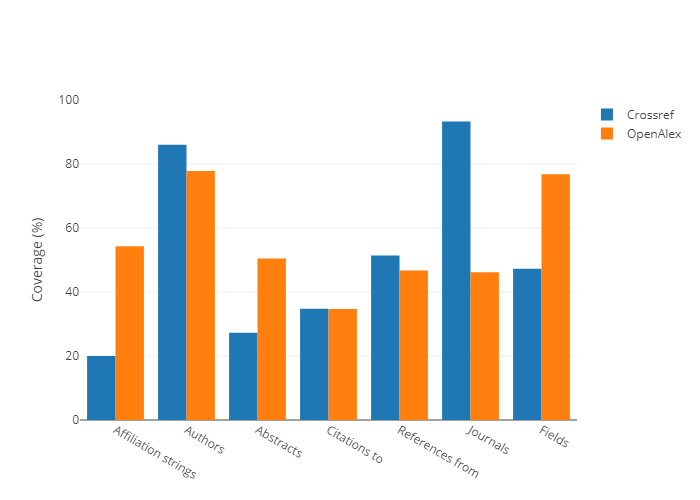 100
80
60
40
20
0
Coverage (%)
Affiliation strings
Authors
Abstracts
Citations to
References from
Journals
Fields
Crossref
OpenAlex